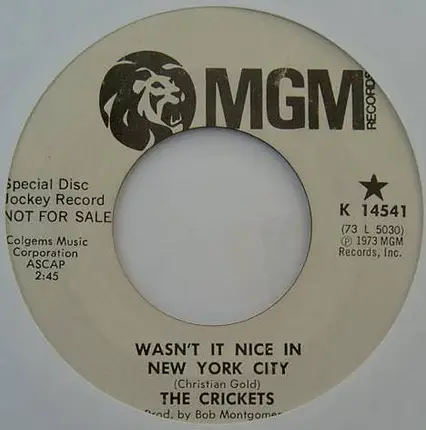 MGM
RECORDS
Special Disc
Jockey Record
NOT FOR SALE
Colgems Music
Corporation
ASCAP
2:45
K 14541
(73 L 5030)
℗ 1973 MGM
Records, Inc.
WASN'T IT NICE IN
NEW YORK CITY
(Christian Gold)
THE CRICKETS
Prod. by Bob Montgomer